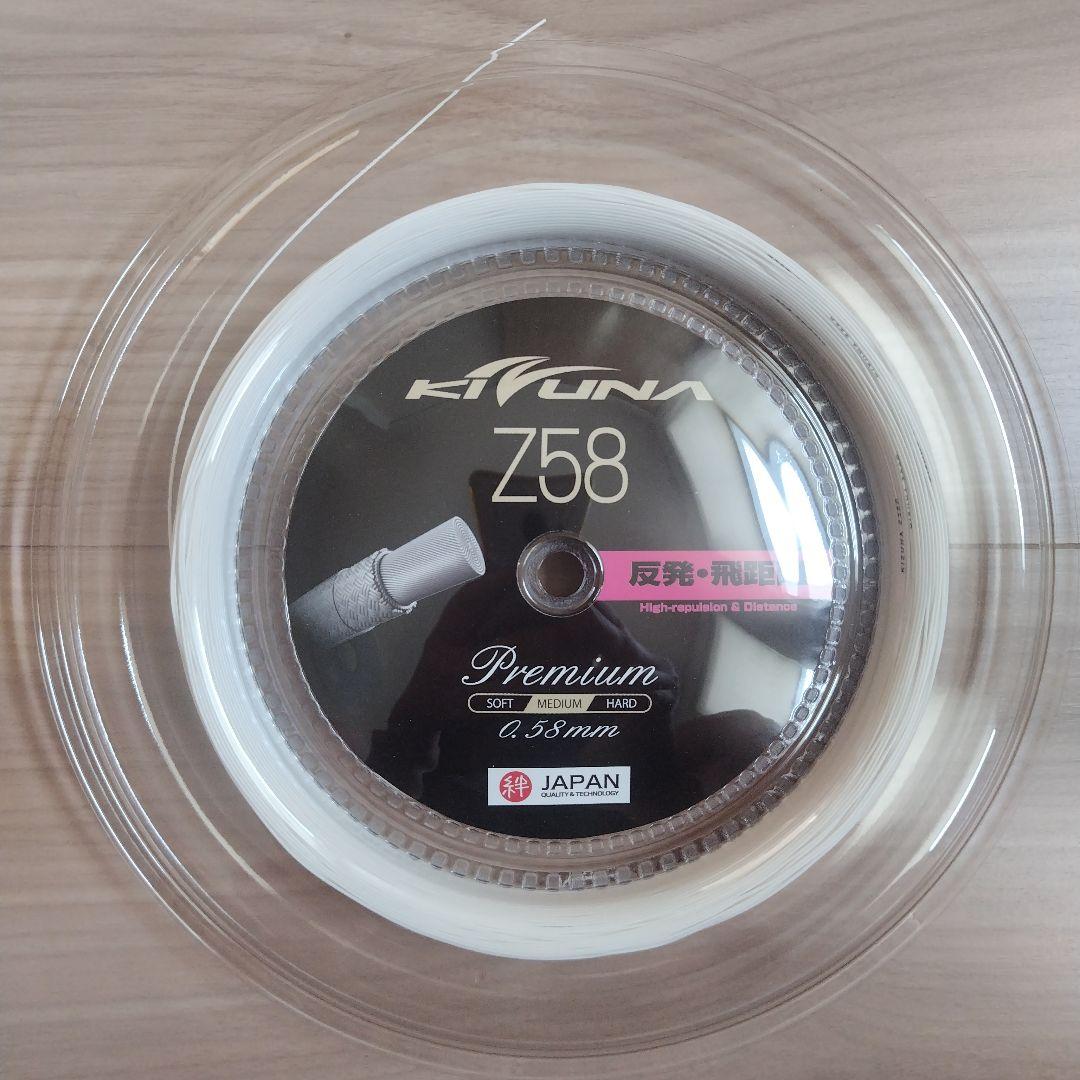 KIZUNA
Z58
反発・飛距
High-repulsion & Distance
Premium
SOFT MEDIUM HARD
0.58mm
絆 JAPAN
QUALITY & TECHNOLOGY